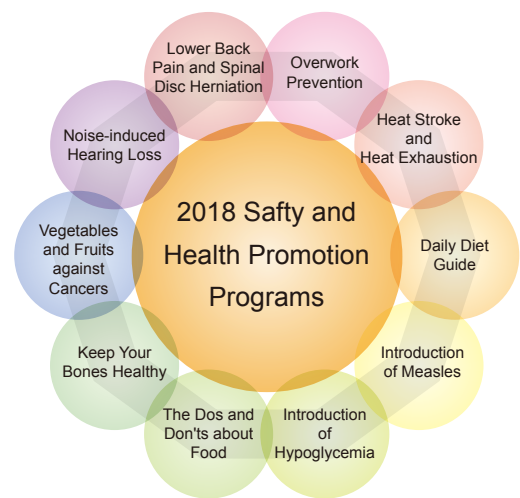 2018 Safty and
Health Promotion
Programs
Overwork
Prevention
Heat Stroke
and
Heat Exhaustion
Daily Diet
Guide
Introduction
of Measles
Introduction
of
Hypoglycemia
The Dos and
Don'ts about
Food
Keep Your
Bones Healthy
Vegetables
and Fruits
against
Cancers
Noise-induced
Hearing Loss
Lower Back
Pain and Spinal
Disc Herniation